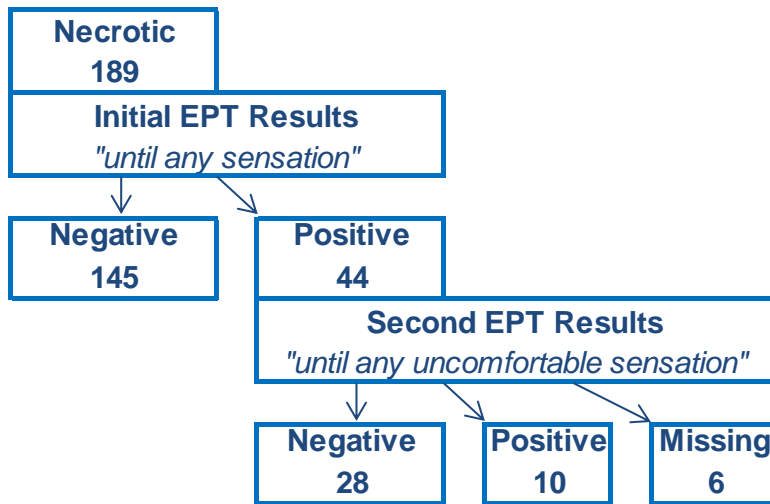 Necrotic
189
Initial EPT Results
"until any sensation"
Negative
145
Positive
44
Second EPT Results
"until any uncomfortable sensation"
Negative
28
Positive
10
Missing
6